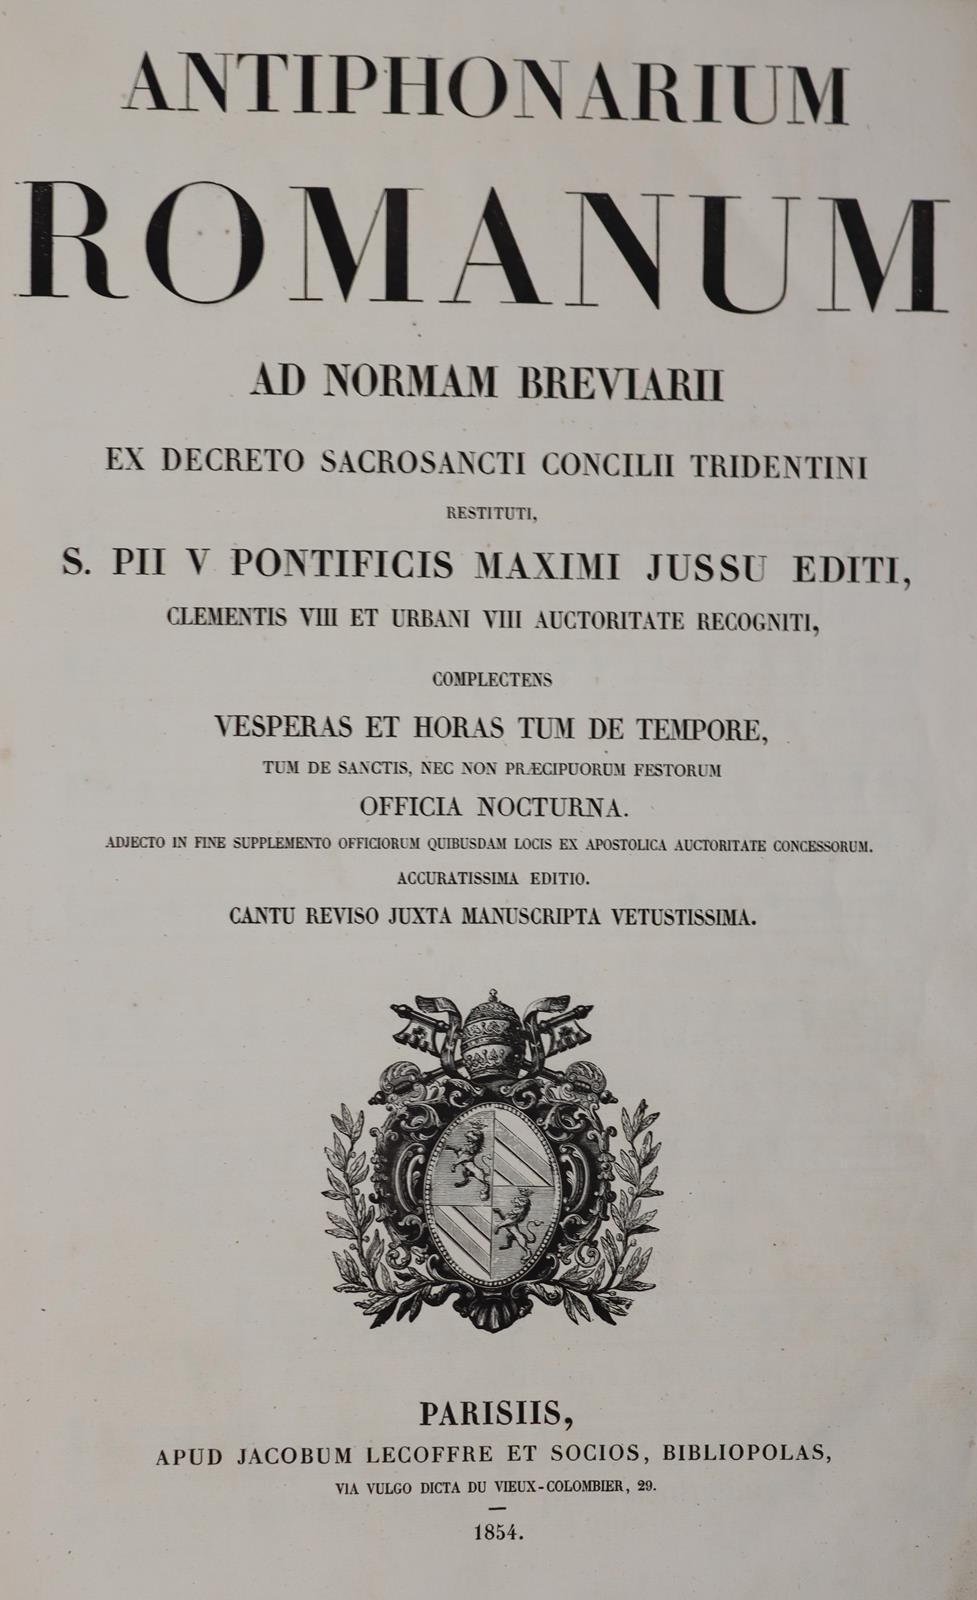 ANTIPHONARIUM
ROMANUM
AD NORMAM BREVIARII
EX DECRETO SACROSANCTI CONCILII TRIDENTINI
RESTITUTI,
S. PII V PONTIFICIS MAXIMI JUSSU EDITI,
CLEMENTIS VIII ET URBANI VIII AUCTORITATE RECOGNITI,
COMPLECTENS
VESPERAS ET HORAS TUM DE TEMPORE,
TUM DE SANCTIS, NEC NON PRÆCIPUORUM FESTORUM
OFFICIA NOCTURNA.
ADJECTO IN FINE SUPPLEMENTO OFFICIORUM QUIBUSDAM LOCIS EX APOSTOLICA AUCTORITATE CONCESSORUM.
ACCURATISSIMA EDITIO.
CANTU REVISO JUXTA MANUSCRIPTA VETUSTISSIMA.
PARISIIS,
APUD JACOBUM LECOFFRE ET SOCIOS, BIBLIOPOLAS,
VIA VULGO DICTA DU VIEUX-COLOMBIER, 29.
1854.